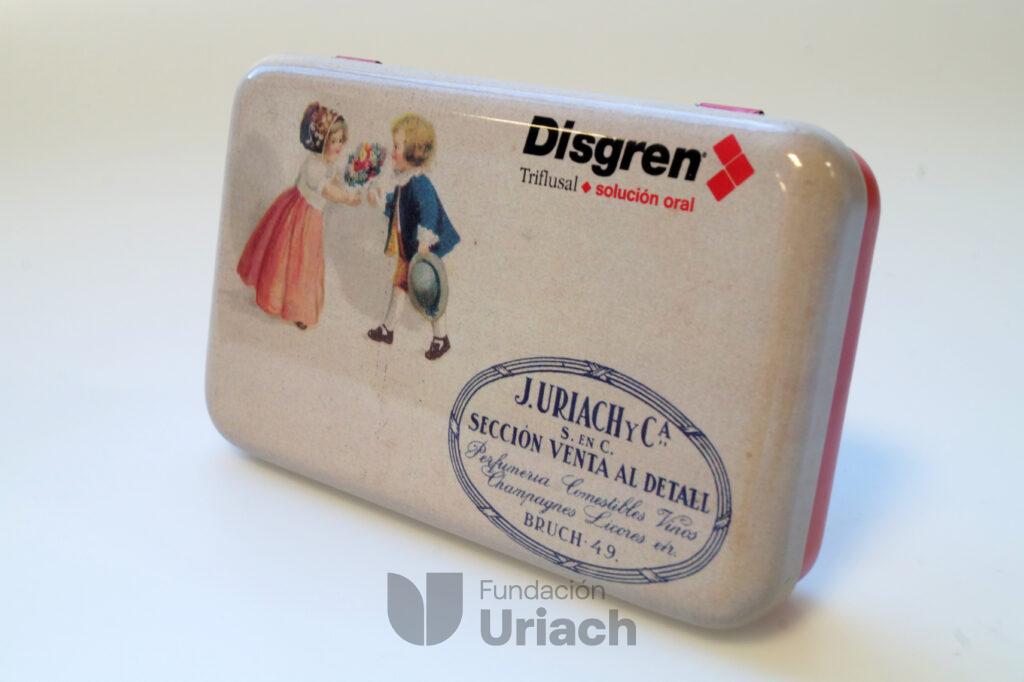 Disgren®
Triflusal ◆ solución oral
J. URIACH Y Cª
S. EN C.
SECCIÓN VENTA AL DETALL
Perfumeria Comestibles Vinos
Champagnes Licores etc.
BRUCH · 49.
Fundación
Uriach